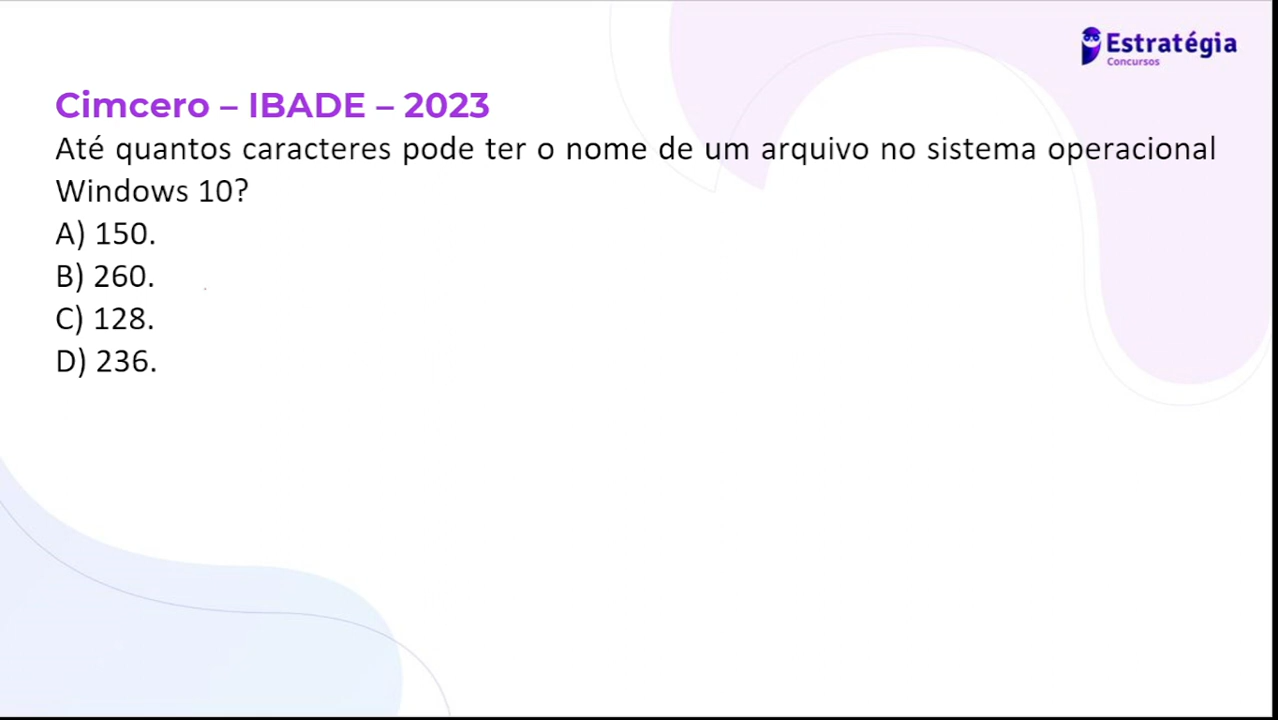 Estratégia
Concursos
Cimcero – IBADE – 2023
Até quantos caracteres pode ter o nome de um arquivo no sistema operacional
Windows 10?
A) 150.
B) 260.
C) 128.
D) 236.